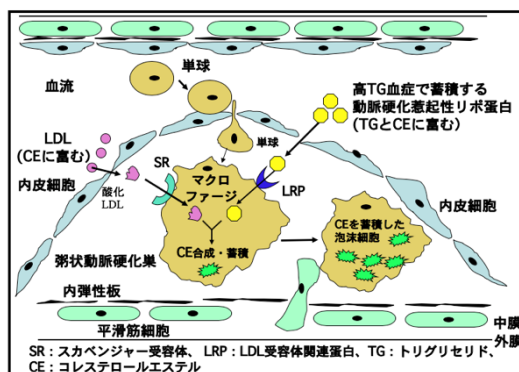 単球
血流
高TG血症で蓄積する
動脈硬化惹起性リポ蛋白
(TGとCEに富む)
LDL
(CEに富む)
単球
SR
マクロ
ファージ
LRP
内皮細胞
酸化
LDL
内皮細胞
CEを蓄積した
泡沫細胞
CE合成・蓄積
粥状動脈硬化巣
内弾性板
平滑筋細胞
中膜
外膜
SR：スカベンジャー受容体、 LRP：LDL受容体関連蛋白、TG：トリグリセリド、
CE：コレステロールエステル